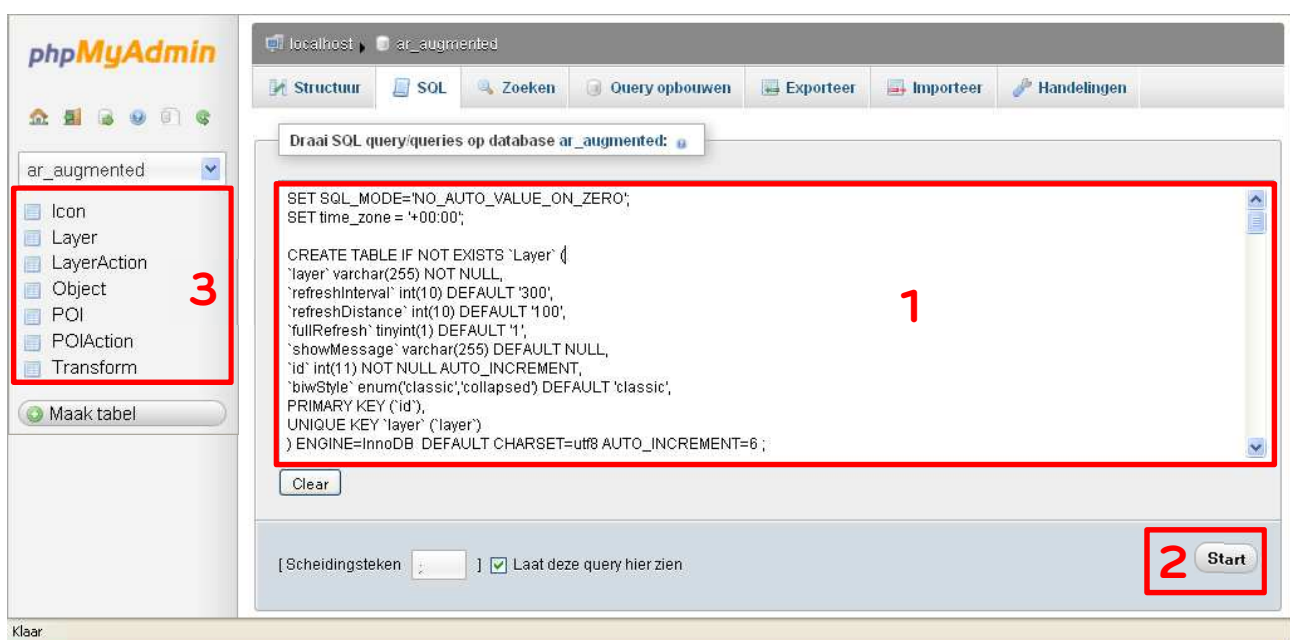 phpMyAdmin
ar_augmented
Icon
Layer
LayerAction
Object
POI
POIAction
Transform
3
Maak tabel
localhost ▸ ar_augmented
Structuur SQL Zoeken Query opbouwen Exporteer Importeer Handelingen
Draai SQL query/queries op database ar_augmented:
SET SQL_MODE='NO_AUTO_VALUE_ON_ZERO';
SET time_zone = '+00:00';
CREATE TABLE IF NOT EXISTS `Layer` (
`layer` varchar(255) NOT NULL,
`refreshInterval` int(10) DEFAULT '300',
`refreshDistance` int(10) DEFAULT '100',
`fullRefresh` tinyint(1) DEFAULT '1',
`showMessage` varchar(255) DEFAULT NULL,
`id` int(11) NOT NULL AUTO_INCREMENT,
`biwStyle` enum('classic','collapsed') DEFAULT 'classic',
PRIMARY KEY (`id`),
UNIQUE KEY `layer` (`layer`)
) ENGINE=InnoDB DEFAULT CHARSET=utf8 AUTO_INCREMENT=6 ;
1
Clear
[ Scheidingsteken ; ] Laat deze query hier zien
2 Start
Klaar